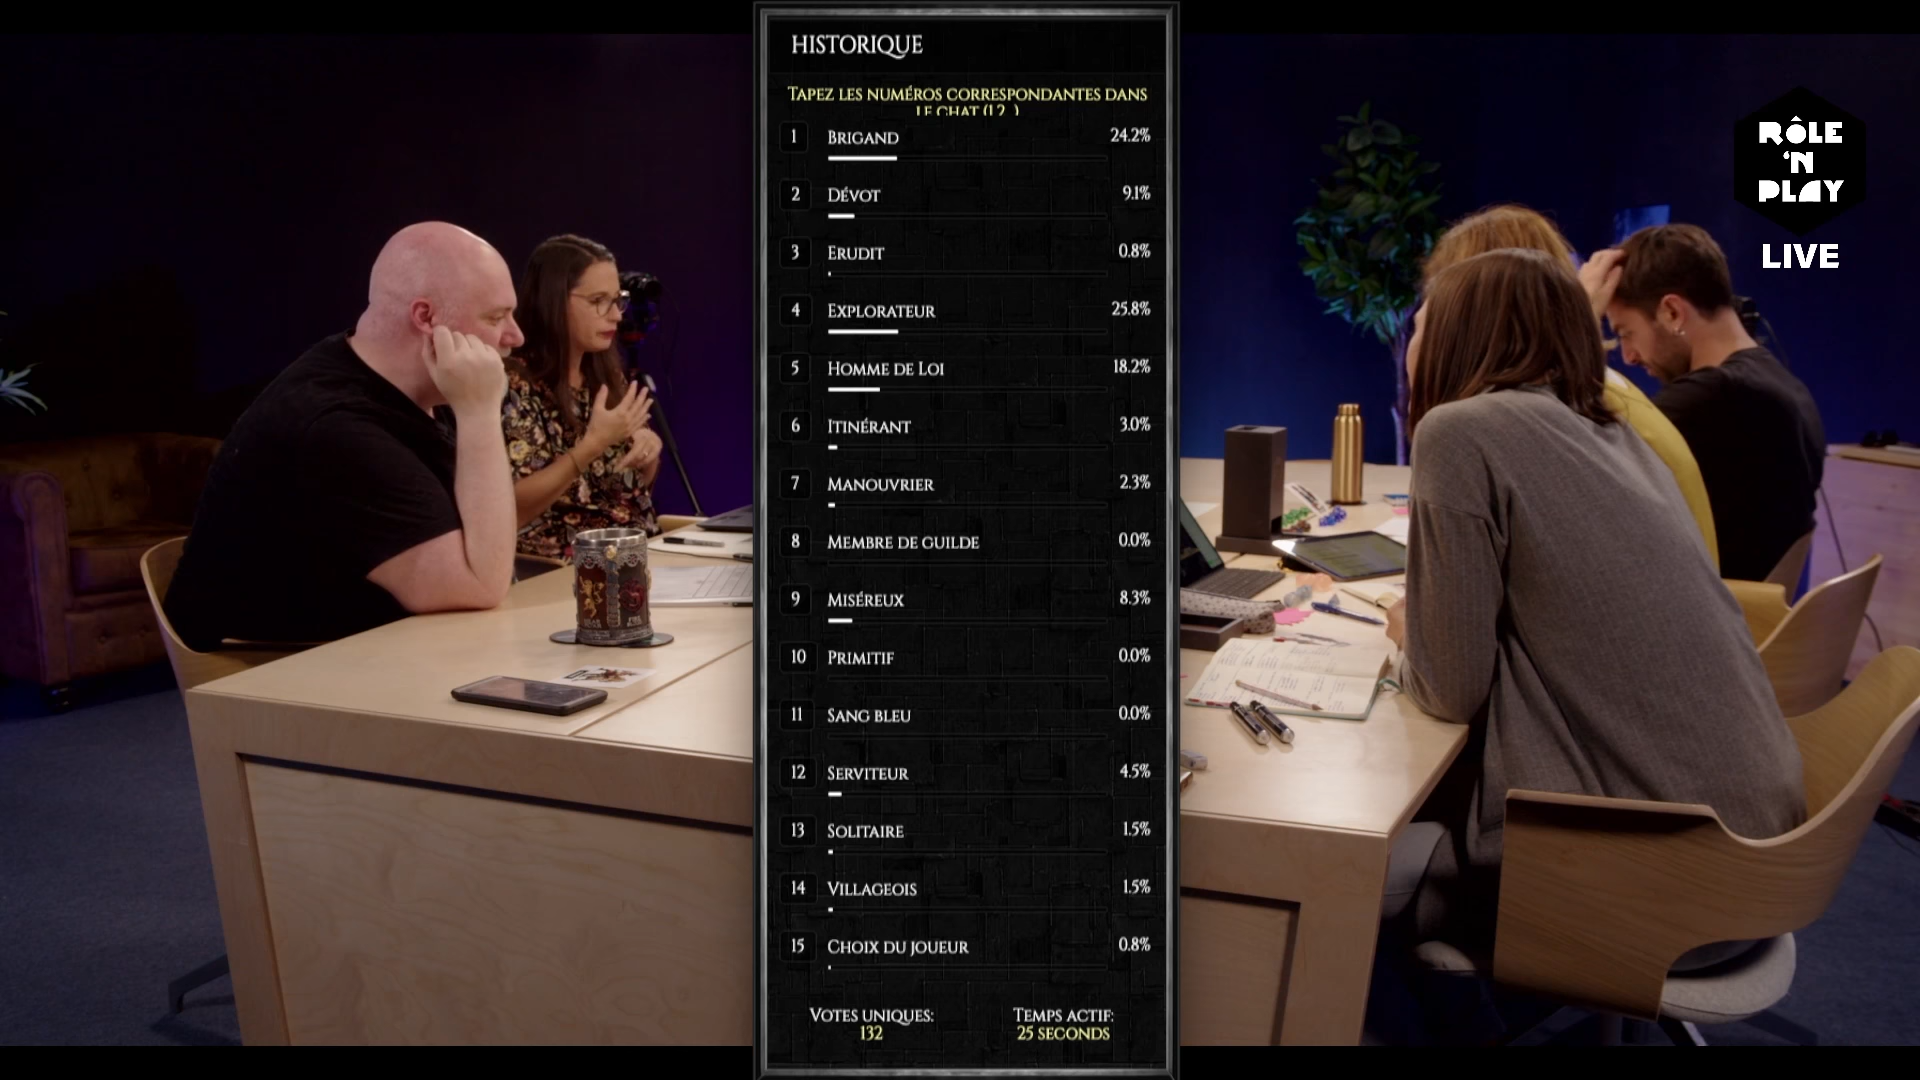 HISTORIQUE
TAPEZ LES NUMÉROS CORRESPONDANTES DANS
LE CHAT (1 2 )
1 BRIGAND 24.2%
2 DÉVOT 9.1%
3 ERUDIT 0.8%
4 EXPLORATEUR 25.8%
5 HOMME DE LOI 18.2%
6 ITINÉRANT 3.0%
7 MANOUVRIER 2.3%
8 MEMBRE DE GUILDE 0.0%
9 MISÉREUX 8.3%
10 PRIMITIF 0.0%
11 SANG BLEU 0.0%
12 SERVITEUR 4.5%
13 SOLITAIRE 1.5%
14 VILLAGEOIS 1.5%
15 CHOIX DU JOUEUR 0.8%
VOTES UNIQUES: TEMPS ACTIF:
132 25 SECONDS
RÔLE
'N
PLAY
LIVE